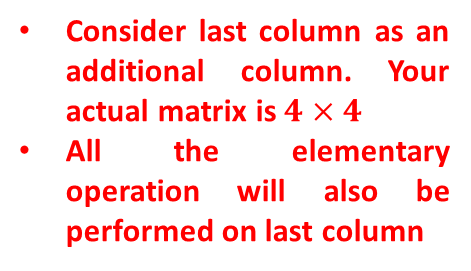 • Consider last column as an
additional column. Your
actual matrix is 4 × 4
• All the elementary
operation will also be
performed on last column